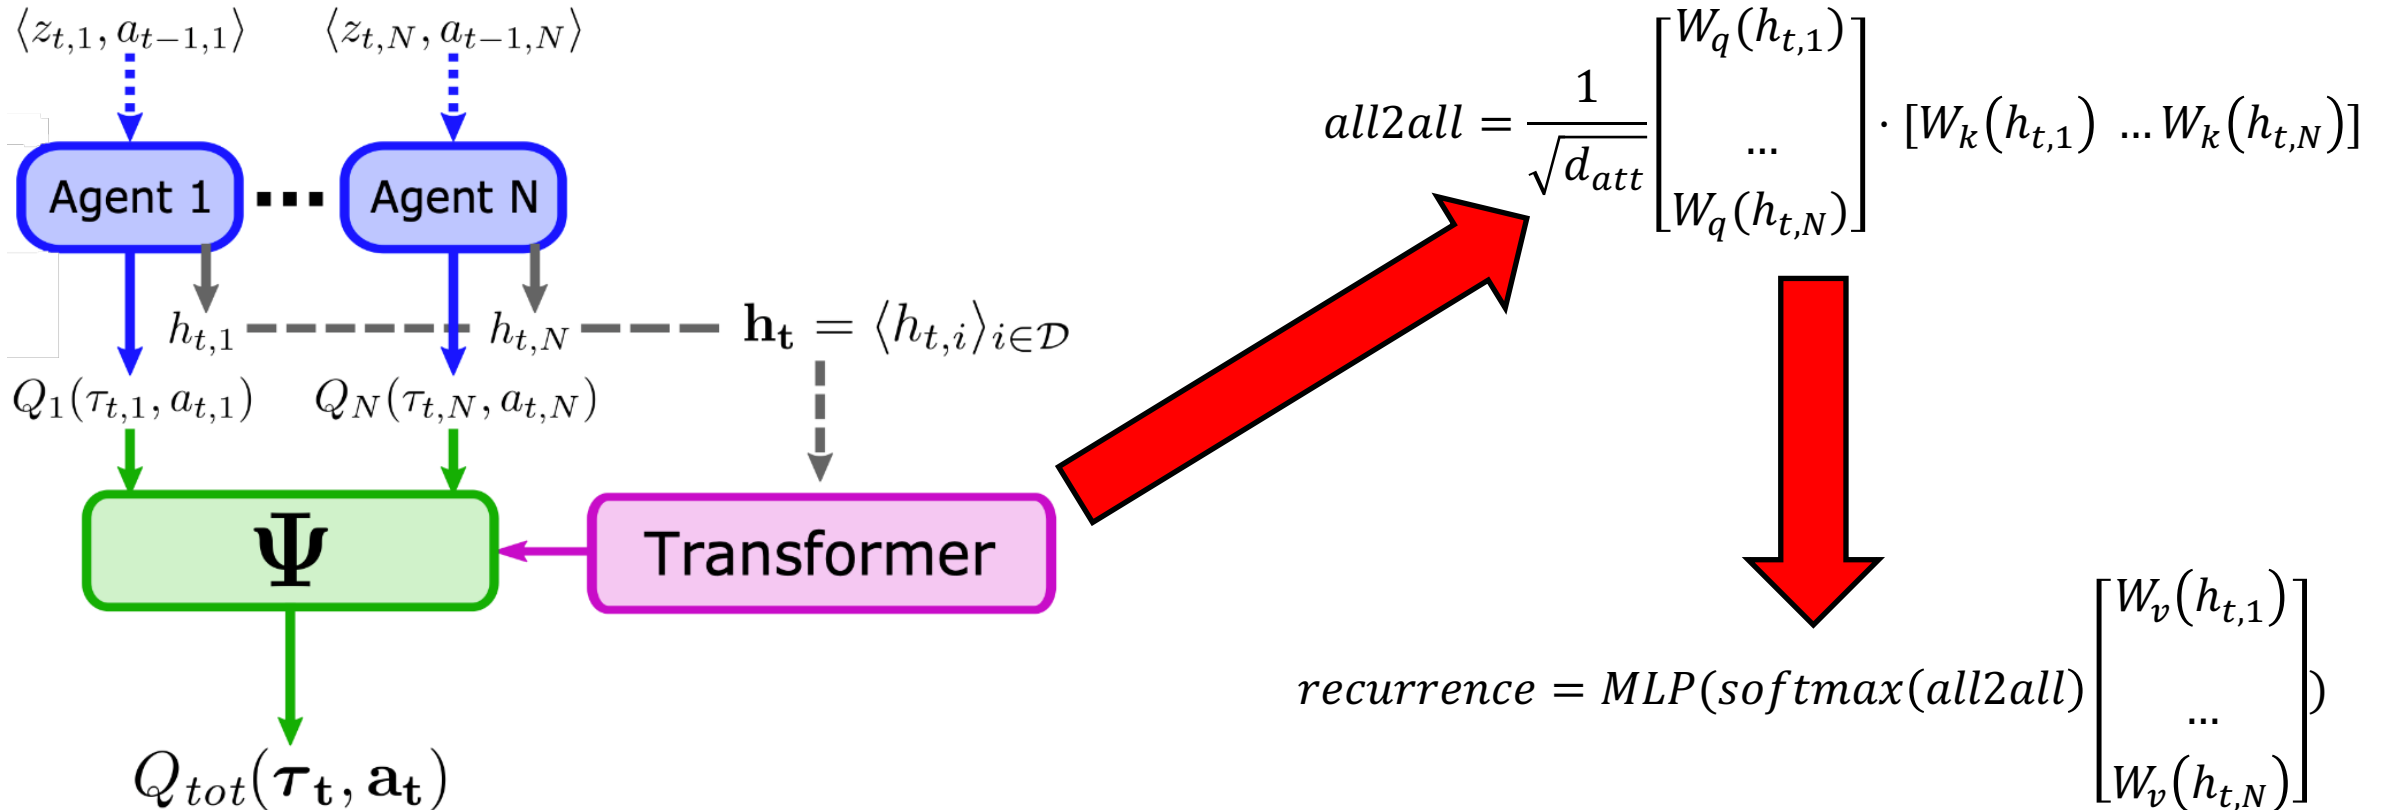 ⟨z_{t,1}, a_{t−1,1}⟩ ⟨z_{t,N}, a_{t−1,N}⟩
Agent 1 ... Agent N
h_{t,1} h_{t,N} 𝐡_𝐭 = ⟨h_{t,i}⟩_{i∈𝒟}
Q_1(τ_{t,1}, a_{t,1}) Q_N(τ_{t,N}, a_{t,N})
Ψ Transformer
Q_{tot}(𝛕_𝐭, 𝐚_𝐭)
all2all = \frac{1}{\sqrt{d_{att}}} [W_q(h_{t,1}) ... W_q(h_{t,N})] · [W_k(h_{t,1}) ... W_k(h_{t,N})]
recurrence = MLP(softmax(all2all) [W_v(h_{t,1}) ... W_v(h_{t,N})])